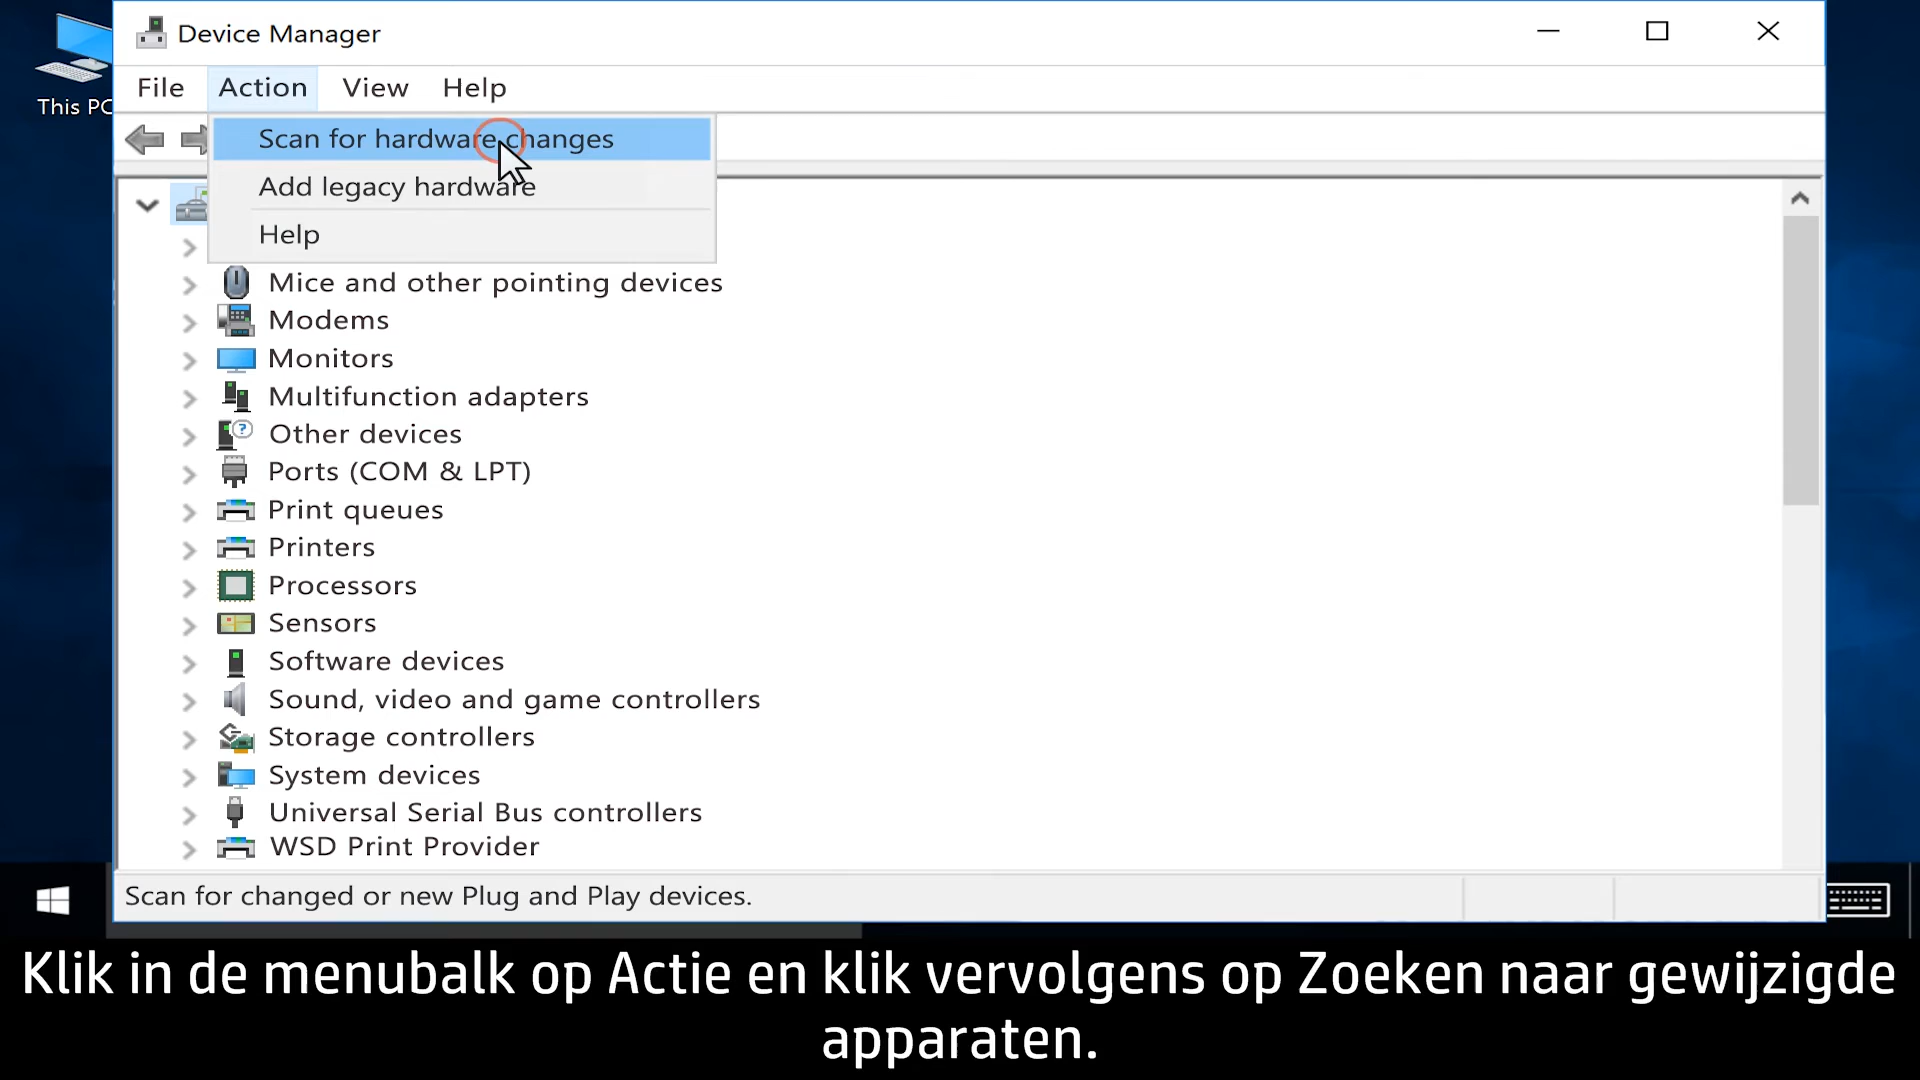 Device Manager
This PC
File Action View Help
Scan for hardware changes
Add legacy hardware
Help
Mice and other pointing devices
Modems
Monitors
Multifunction adapters
Other devices
Ports (COM & LPT)
Print queues
Printers
Processors
Sensors
Software devices
Sound, video and game controllers
Storage controllers
System devices
Universal Serial Bus controllers
WSD Print Provider
Scan for changed or new Plug and Play devices.
Klik in de menubalk op Actie en klik vervolgens op Zoeken naar gewijzigde
apparaten.